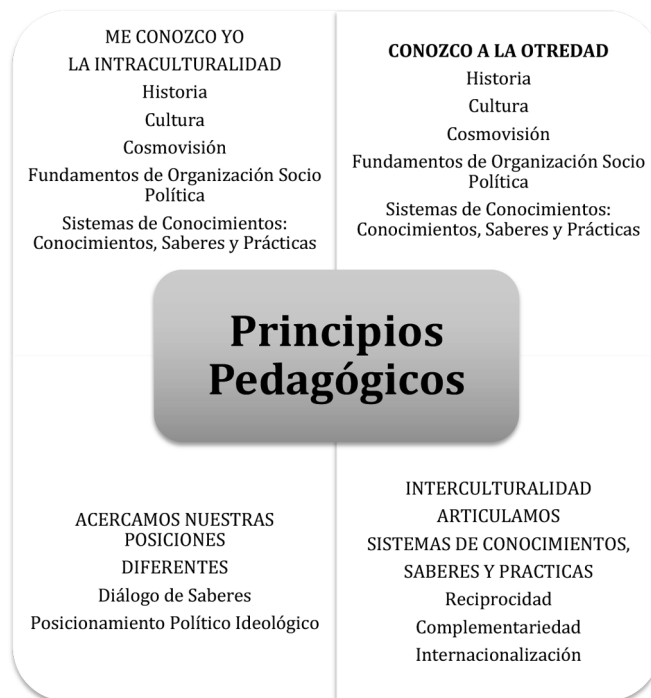 ME CONOZCO YO
LA INTRACULTURALIDAD
Historia
Cultura
Cosmovisión
Fundamentos de Organización Socio
Política
Sistemas de Conocimientos:
Conocimientos, Saberes y Prácticas
CONOZCO A LA OTREDAD
Historia
Cultura
Cosmovisión
Fundamentos de Organización Socio
Política
Sistemas de Conocimientos:
Conocimientos, Saberes y Prácticas
Principios
Pedagógicos
ACERCAMOS NUESTRAS
POSICIONES
DIFERENTES
Diálogo de Saberes
Posicionamiento Político Ideológico
INTERCULTURALIDAD
ARTICULAMOS
SISTEMAS DE CONOCIMIENTOS,
SABERES Y PRACTICAS
Reciprocidad
Complementariedad
Internacionalización